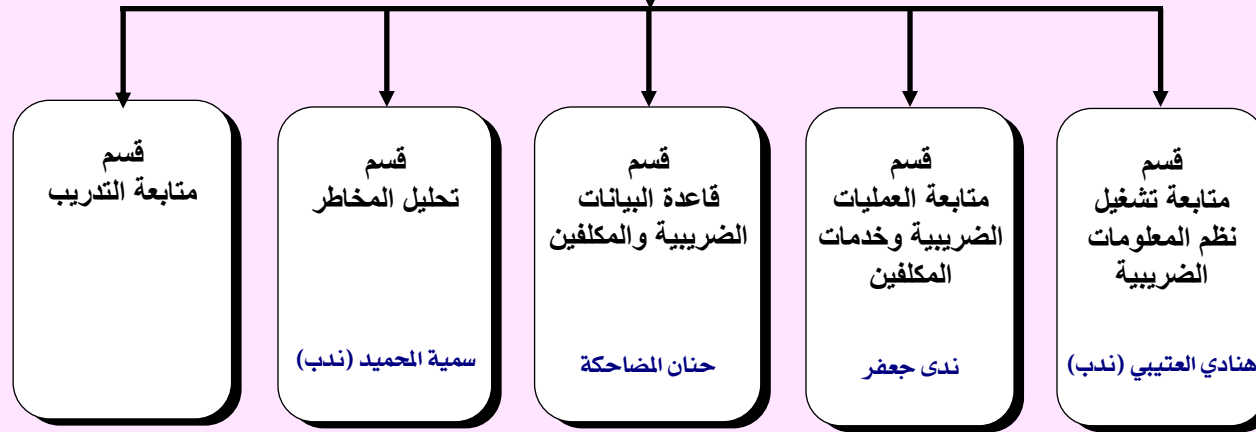 قسم
متابعة تشغيل
نظم المعلومات
الضريبية
هنادي العتيبي (ندب)
قسم
متابعة العمليات
الضريبية وخدمات
المكلفين
ندى جعفر
قسم
قاعدة البيانات
الضريبية والمكلفين
حنان المضاحكة
قسم
تحليل المخاطر
سمية المحميد (ندب)
قسم
متابعة التدريب